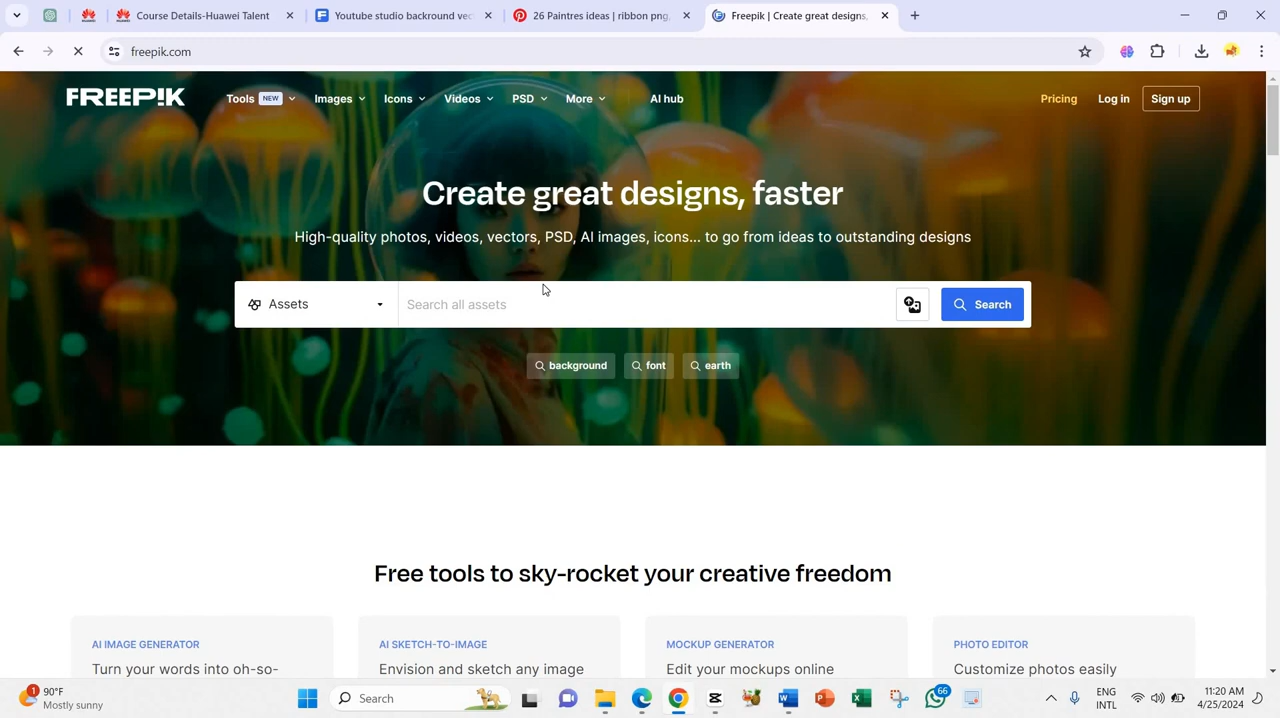 Course Details-Huawei Talent
Youtube studio backround vec
26 Paintres ideas | ribbon png,
Freepik | Create great designs,
freepik.com
FREEPIK
Tools NEW Images Icons Videos PSD More AI hub
Pricing Log in Sign up
Create great designs, faster
High-quality photos, videos, vectors, PSD, AI images, icons... to go from ideas to outstanding designs
Assets Search all assets Search
background font earth
Free tools to sky-rocket your creative freedom
AI IMAGE GENERATOR
Turn your words into oh-so-
AI SKETCH-TO-IMAGE
Envision and sketch any image
MOCKUP GENERATOR
Edit your mockups online
PHOTO EDITOR
Customize photos easily
1
90°F
Mostly sunny
Search
66
ENG
INTL
11:20 AM
4/25/2024